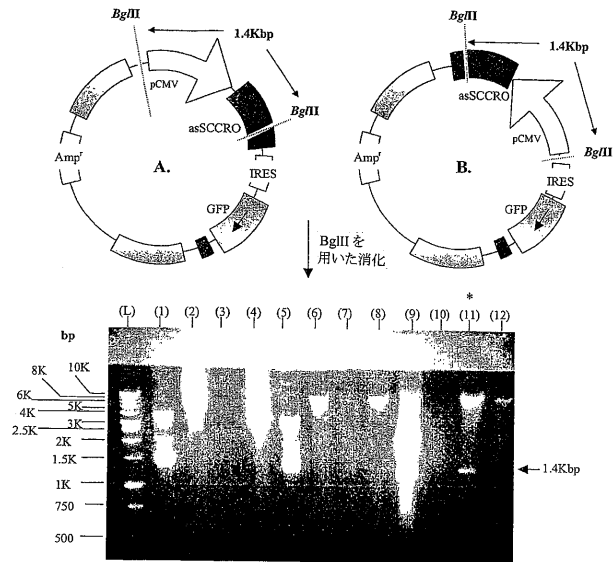 BglII
1.4Kbp
pCMV
BglII
asSCCRO
Ampʳ
A.
IRES
GFP
BglII
1.4Kbp
asSCCRO
pCMV
BglII
Ampʳ
B.
IRES
GFP
BglIIを
用いた消化
*
bp
(L) (1) (2) (3) (4) (5) (6) (7) (8) (9) (10) (11) (12)
10K
8K
6K
5K
4K
3K
2.5K
2K
1.5K
1K
750
500
1.4Kbp